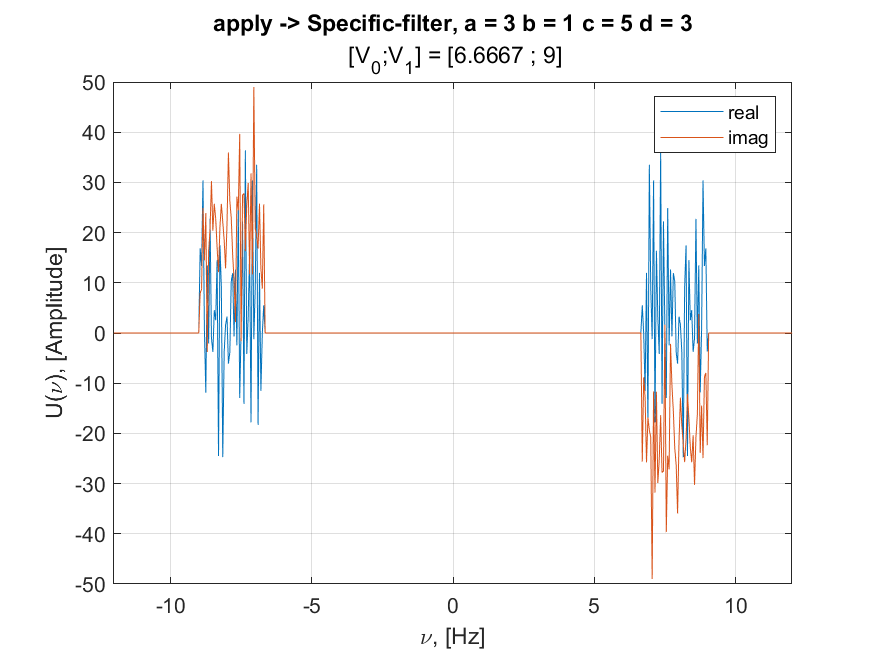 apply -> Specific-filter, a = 3 b = 1 c = 5 d = 3
[V0;V1] = [6.6667 ; 9]
50
40
30
20
10
0
-10
-20
-30
-40
-50
U(ν), [Amplitude]
real
imag
-10 -5 0 5 10
ν, [Hz]